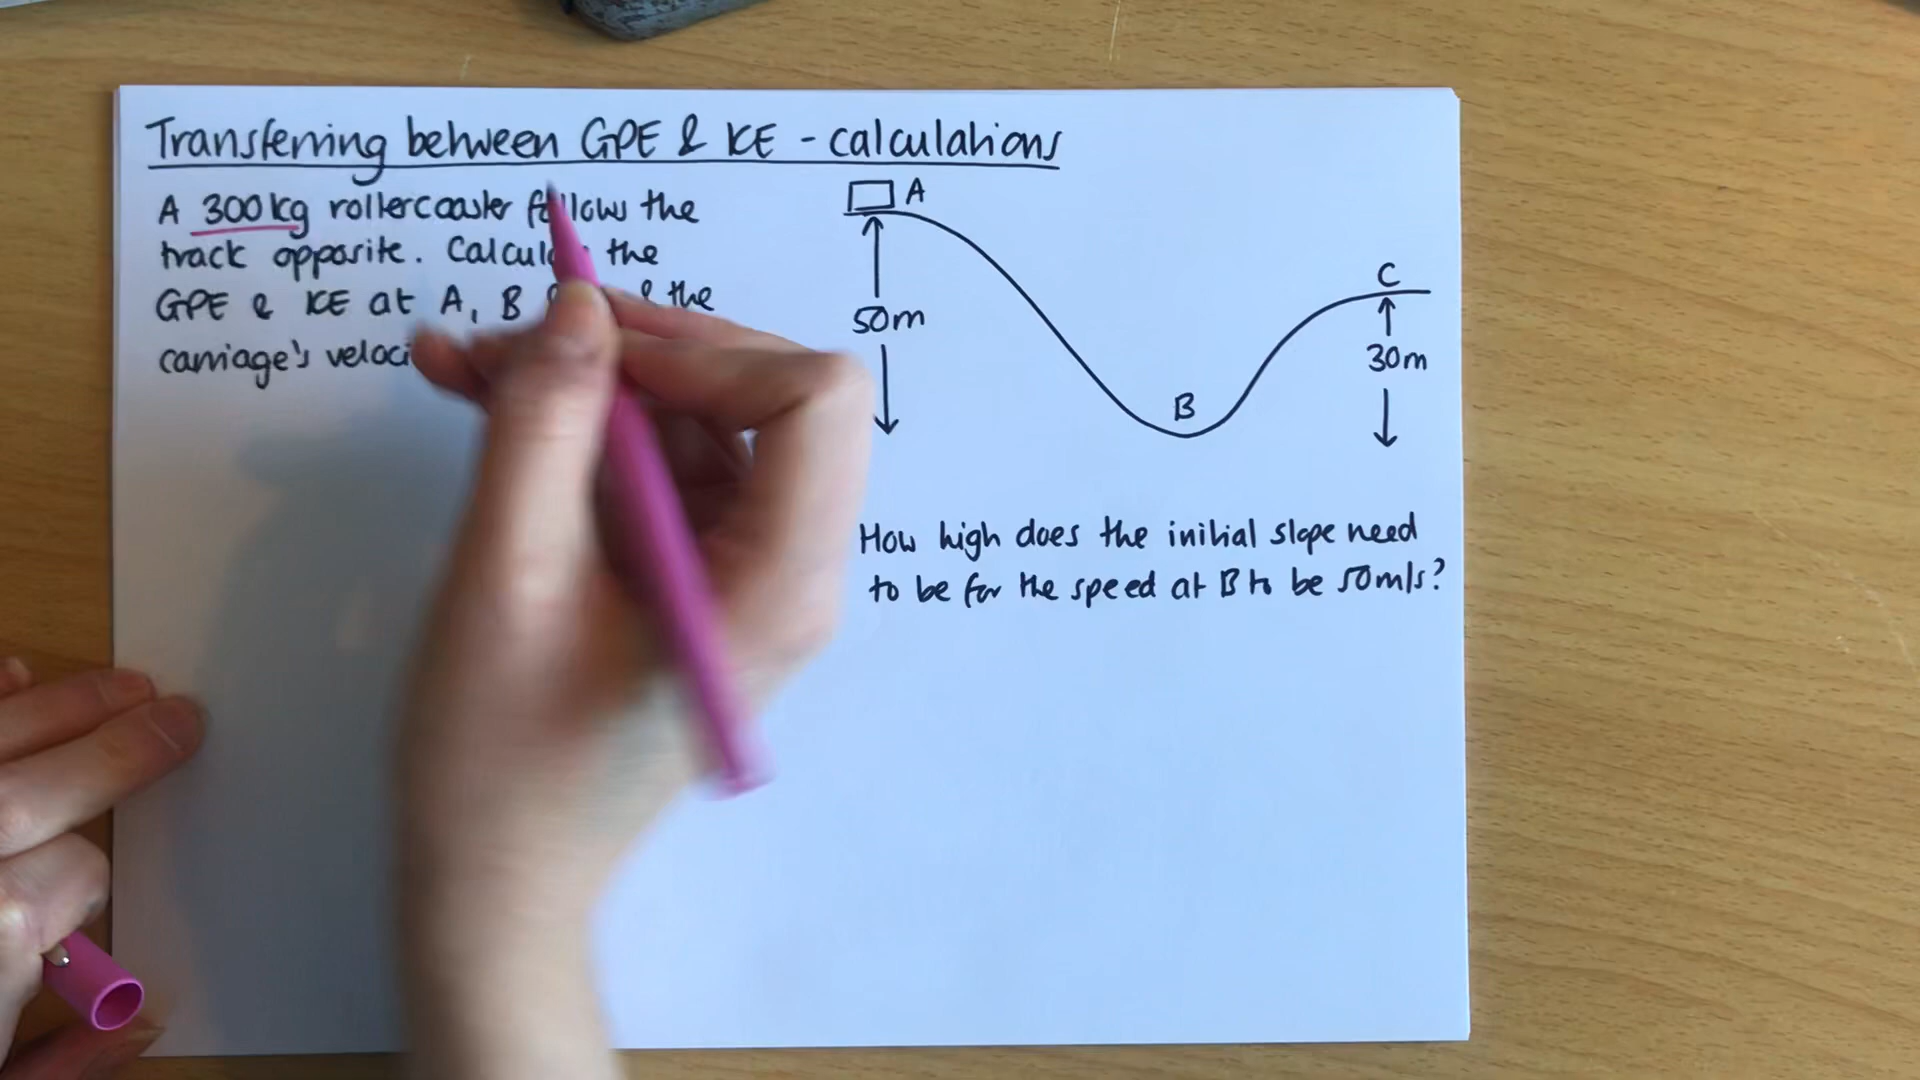 Transferring between GPE & KE - calculations
A 300kg rollercoaster follows the
track opposite. Calcul the
GPE & KE at A, B & the
carriage's veloci
A
50m
B
C
30m
How high does the initial slope need
to be for the speed at B to be 50m/s?